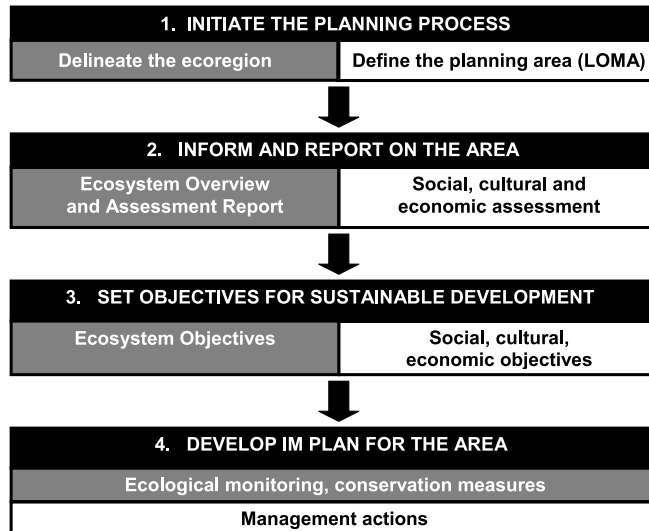 1. INITIATE THE PLANNING PROCESS
Delineate the ecoregion
Define the planning area (LOMA)
2. INFORM AND REPORT ON THE AREA
Ecosystem Overview
and Assessment Report
Social, cultural and
economic assessment
3. SET OBJECTIVES FOR SUSTAINABLE DEVELOPMENT
Ecosystem Objectives
Social, cultural,
economic objectives
4. DEVELOP IM PLAN FOR THE AREA
Ecological monitoring, conservation measures
Management actions